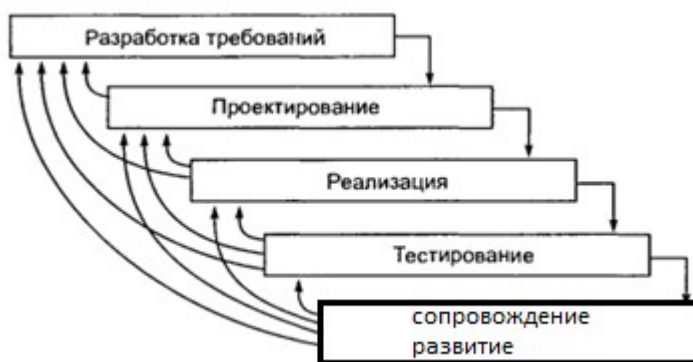 Разработка требований
Проектирование
Реализация
Тестирование
сопровождение
развитие